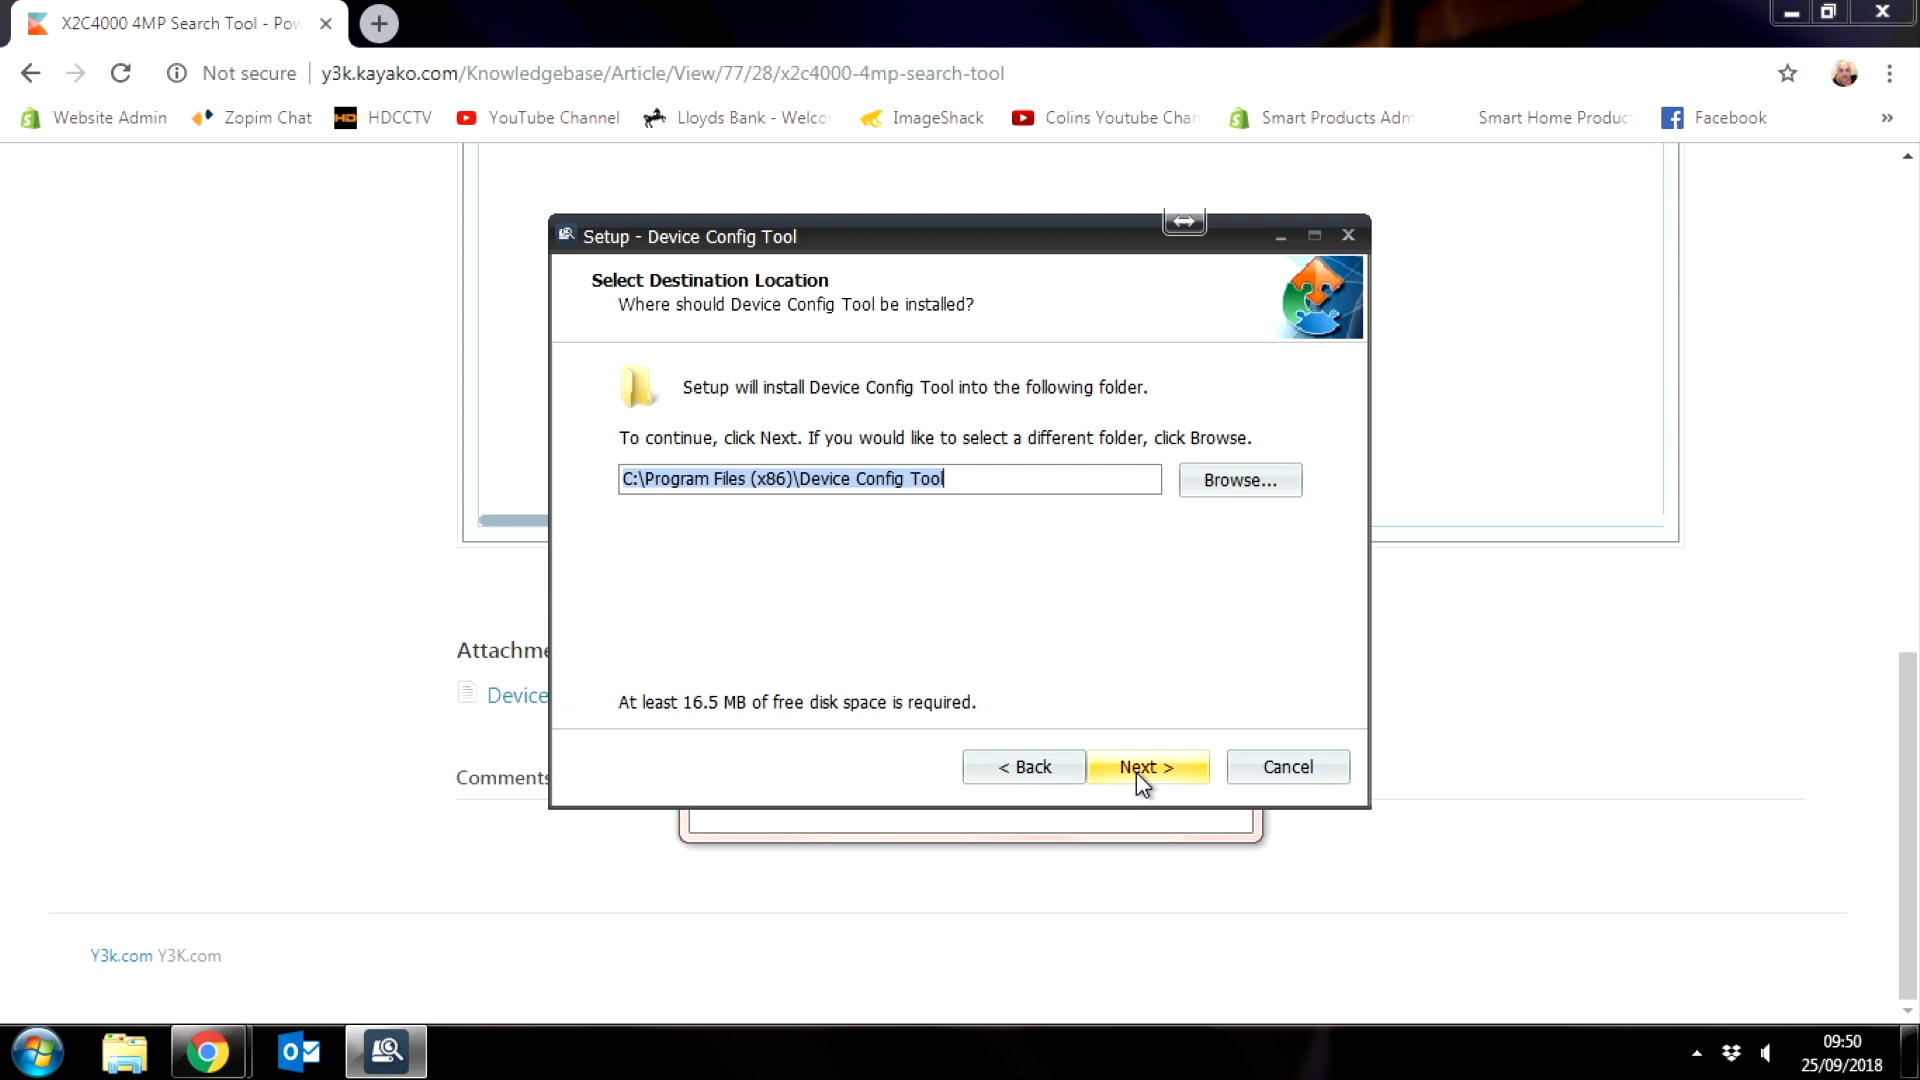 X2C4000 4MP Search Tool - Pow
Not secure
y3k.kayako.com/Knowledgebase/Article/View/77/28/x2c4000-4mp-search-tool
Website Admin
Zopim Chat
HD
HDCCTV
YouTube Channel
Lloyds Bank - Welco
ImageShack
Colins Youtube Chan
Smart Products Adm
Smart Home Produc
Facebook
»
Setup - Device Config Tool
Select Destination Location
Where should Device Config Tool be installed?
Setup will install Device Config Tool into the following folder.
To continue, click Next. If you would like to select a different folder, click Browse.
C:\Program Files (x86)\Device Config Tool
Browse...
Attachme
Device
At least 16.5 MB of free disk space is required.
< Back
Next >
Cancel
Comments
Y3k.com Y3K.com
09:50
25/09/2018